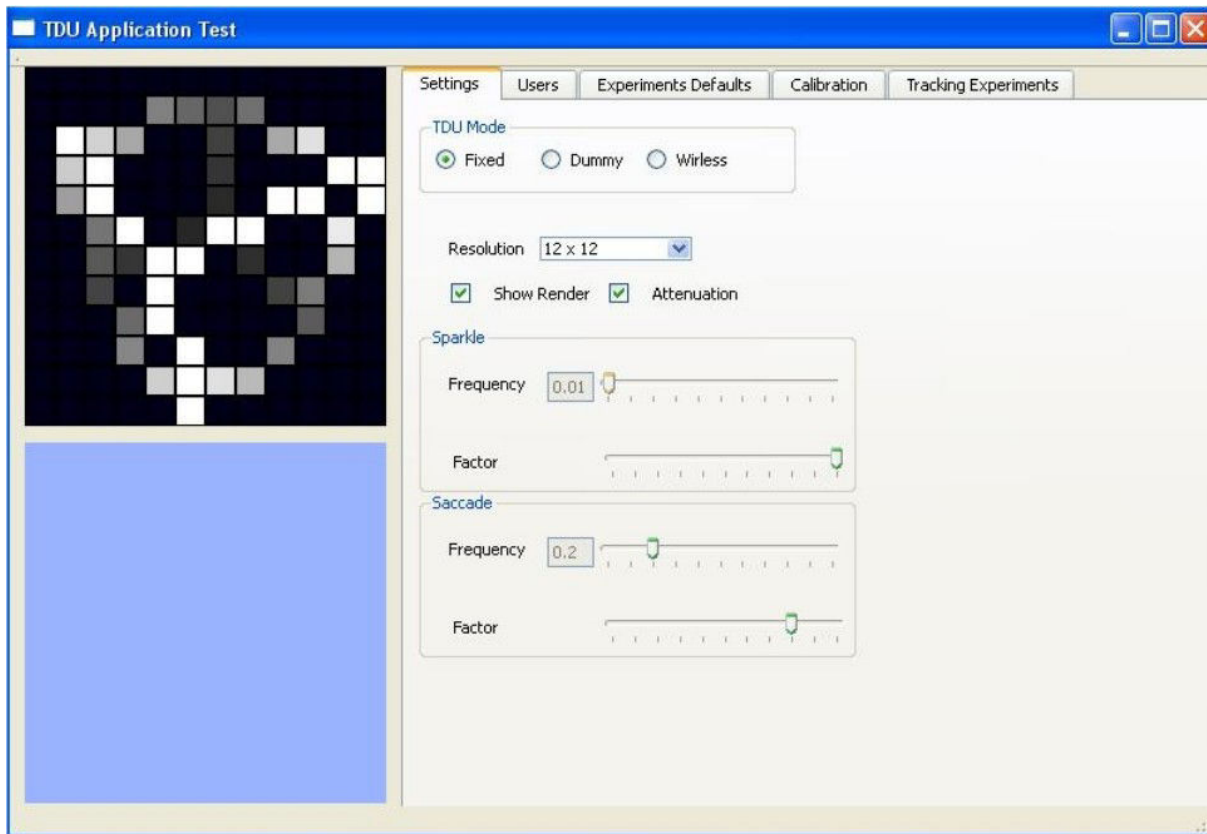 TDU Application Test
Settings Users Experiments Defaults Calibration Tracking Experiments
TDU Mode
Fixed Dummy Wirless
Resolution 12 x 12
Show Render Attenuation
Sparkle
Frequency 0.01
Factor
Saccade
Frequency 0.2
Factor